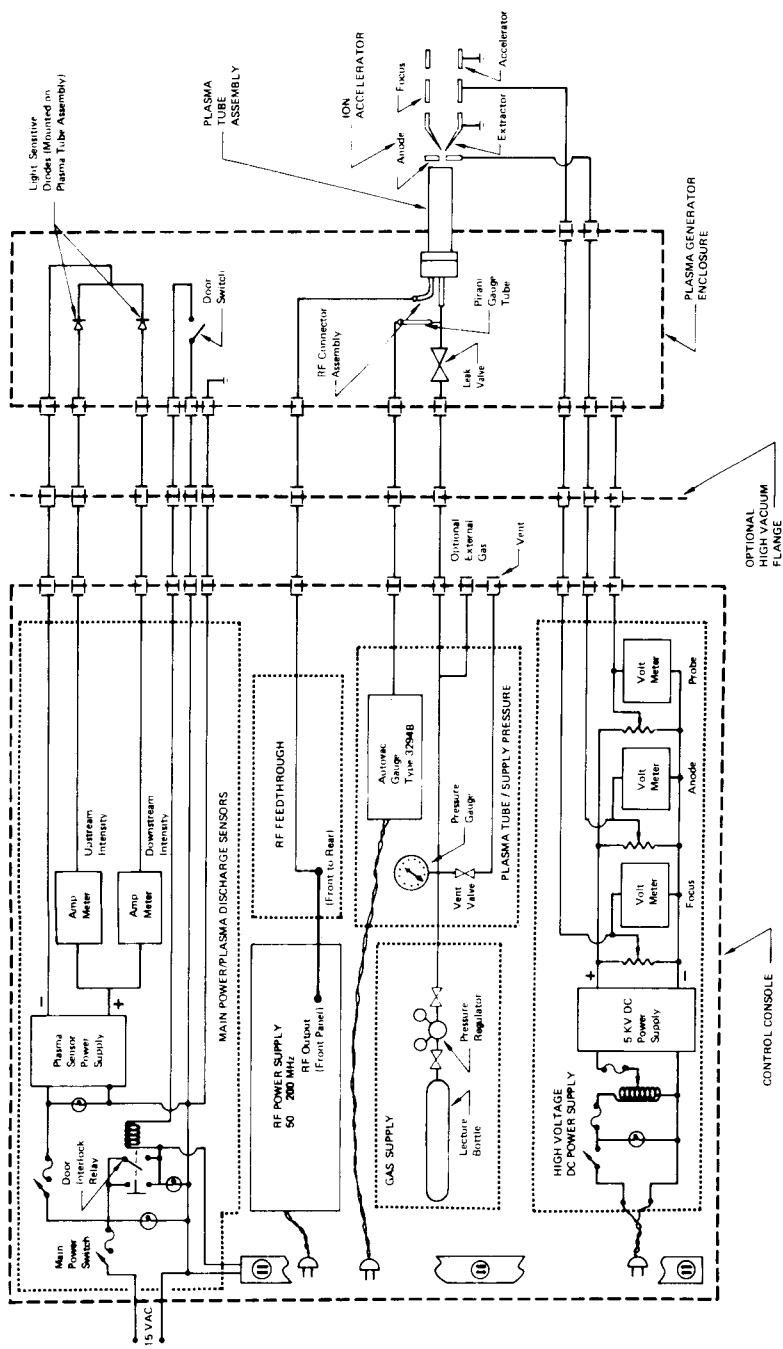 Light Sensitive
Diodes (Mounted on
Plasma Tube Assembly)
Door
Switch
PLASMA
TUBE
ASSEMBLY
ION
ACCELERATOR
Anode
Focus
Extractor
Accelerator
RF Connector
Assembly
Pirani
Gauge
Tube
Leak
Valve
PLASMA GENERATOR
ENCLOSURE
OPTIONAL
HIGH VACUUM
FLANGE
Optional
External
Gas
Vent
Main
Power
Switch
15 VAC
Door
Interlock
Relay
Plasma
Sensor
Power
Supply
-
+
Amp
Meter
Upstream
Intensity
Amp
Meter
Downstream
Intensity
MAIN POWER/PLASMA DISCHARGE SENSORS
RF POWER SUPPLY
50 200 MHz
RF Output
(Front Panel)
RF FEEDTHROUGH
(Front to Rear)
Autovac
Gauge
Type 3294B
Pressure
Gauge
Vent
Valve
PLASMA TUBE / SUPPLY PRESSURE
GAS SUPPLY
Lecture
Bottle
Pressure
Regulator
HIGH VOLTAGE
DC POWER SUPPLY
5 KV DC
Power
Supply
+
-
Volt
Meter
Focus
Volt
Meter
Anode
Volt
Meter
Probe
CONTROL CONSOLE